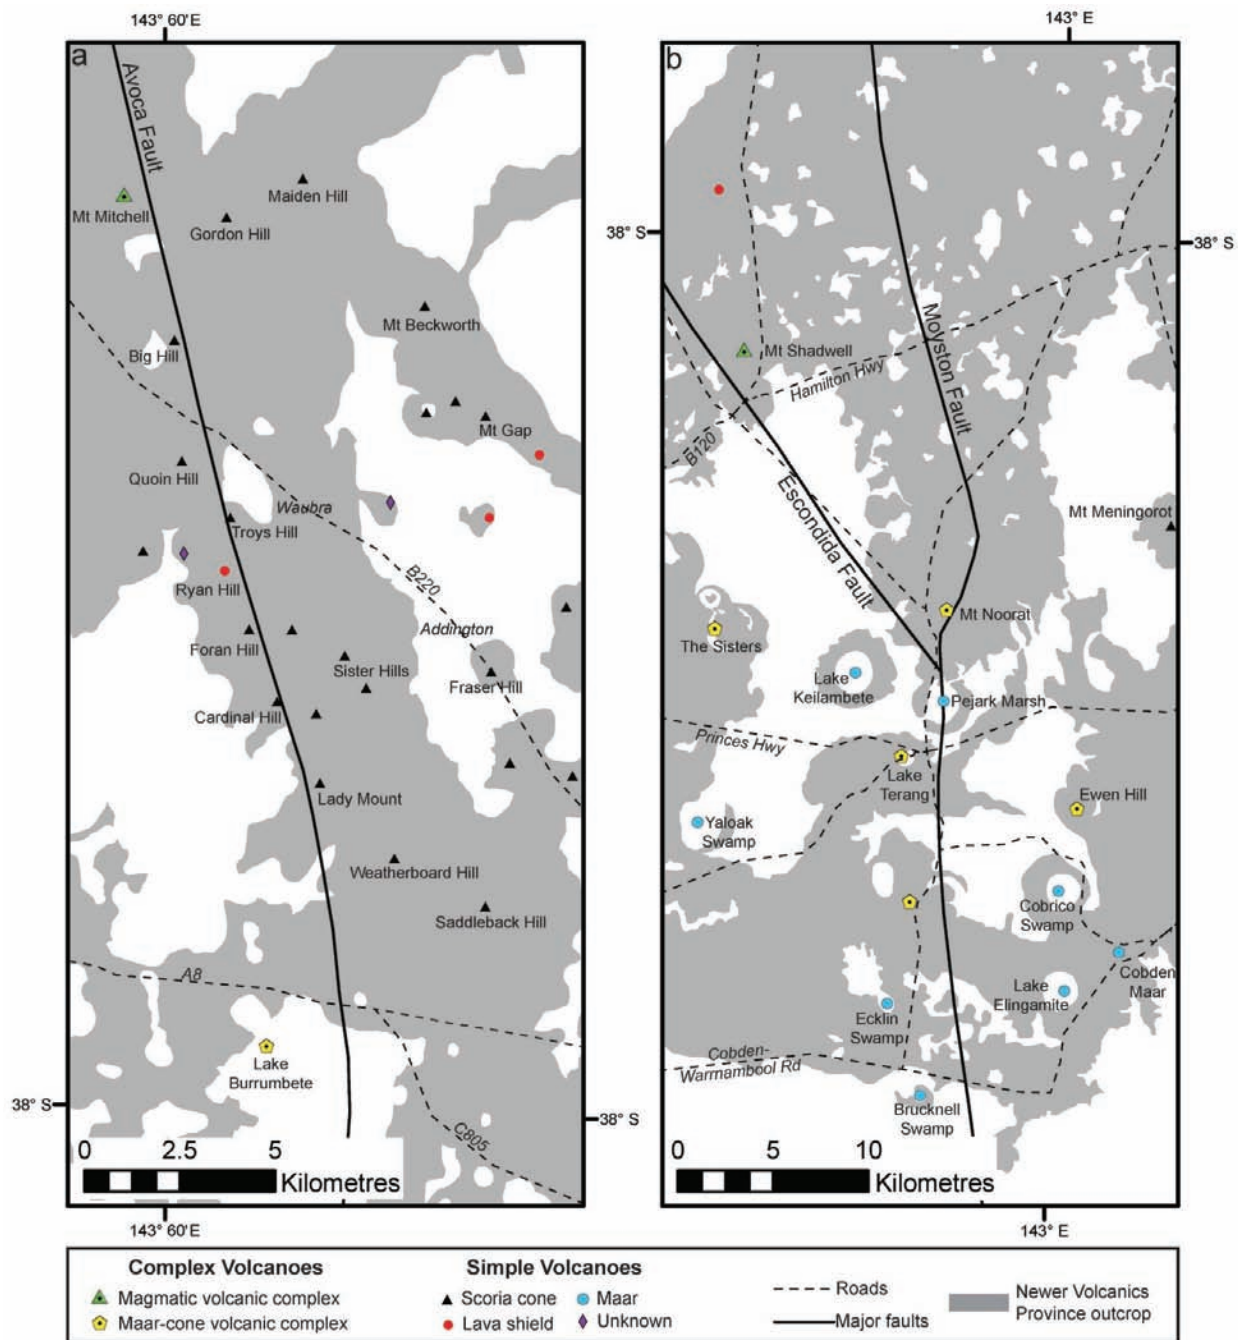 143° 60'E
143° E
a
Avoca Fault
Maiden Hill
Mt Mitchell
Gordon Hill
Mt Beckworth
Big Hill
Mt Gap
Quoin Hill
Waubra
Troys Hill
B220
Ryan Hill
Addington
Foran Hill
Sister Hills
Fraser Hill
Cardinal Hill
Lady Mount
Weatherboard Hill
Saddleback Hill
A8
Lake
Burrumbete
38° S
38° S
C805
0 2.5 5
Kilometres
143° 60'E
b
38° S
38° S
Moyston Fault
Mt Shadwell
Hamilton Hwy
B120
Escondida Fault
Mt Meningorot
Mt Noorat
The Sisters
Lake
Keilambete
Pejark Marsh
Princes Hwy
Lake
Terang
Ewen Hill
Yaloak
Swamp
Cobrico
Swamp
Cobden
Maar
Lake
Elingamite
Ecklin
Swamp
Cobden-
Warrnambool Rd
Brucknell
Swamp
0 5 10
Kilometres
143° E
Complex Volcanoes
Magmatic volcanic complex
Maar-cone volcanic complex
Simple Volcanoes
Scoria cone
Maar
Lava shield
Unknown
Roads
Major faults
Newer Volcanics
Province outcrop